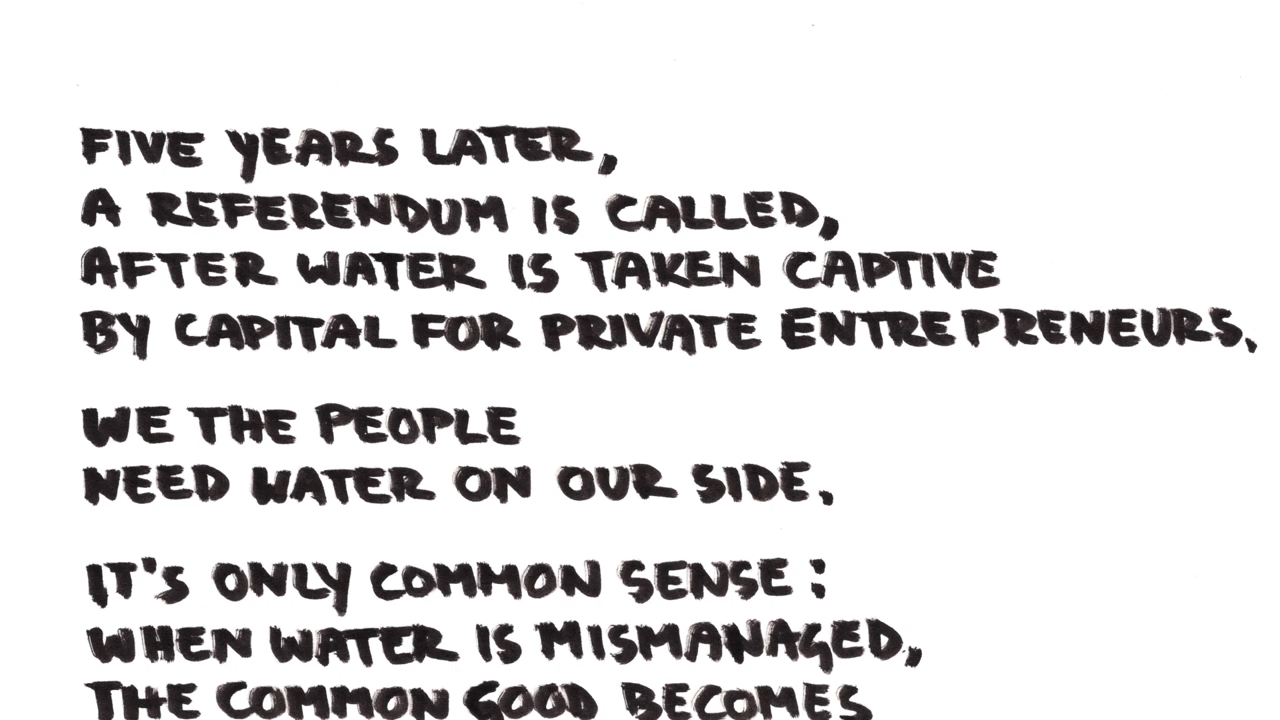 FIVE YEARS LATER,
A REFERENDUM IS CALLED,
AFTER WATER IS TAKEN CAPTIVE
BY CAPITAL FOR PRIVATE ENTREPRENEURS.
WE THE PEOPLE
NEED WATER ON OUR SIDE.
IT'S ONLY COMMON SENSE:
WHEN WATER IS MISMANAGED,
THE COMMON GOOD BECOMES